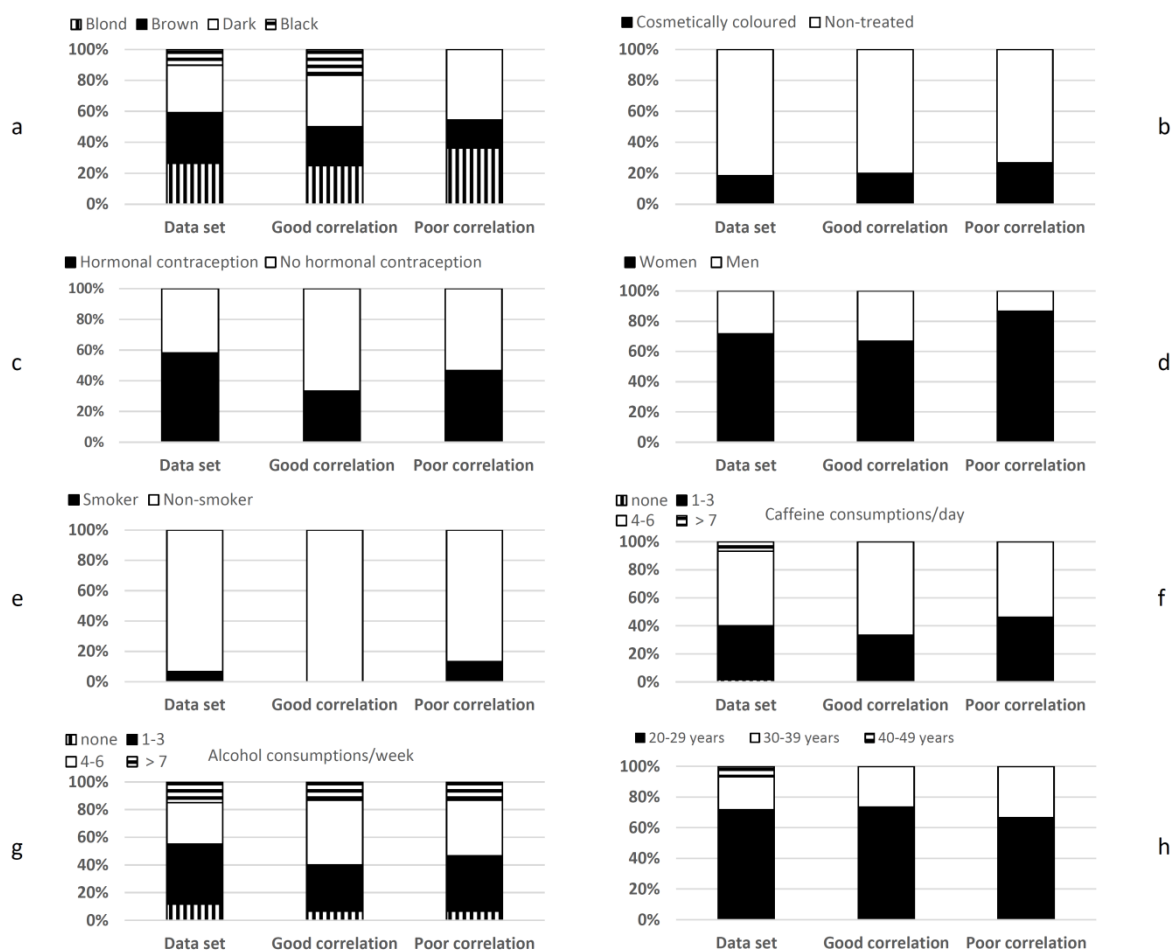 Blond Brown Dark Black
100%
80%
60%
40%
20%
0%
Data set Good correlation Poor correlation
a
Cosmetically coloured Non-treated
100%
80%
60%
40%
20%
0%
Data set Good correlation Poor correlation
b
Hormonal contraception No hormonal contraception
100%
80%
60%
40%
20%
0%
Data set Good correlation Poor correlation
c
Women Men
100%
80%
60%
40%
20%
0%
Data set Good correlation Poor correlation
d
Smoker Non-smoker
100%
80%
60%
40%
20%
0%
Data set Good correlation Poor correlation
e
none 1-3
4-6 > 7
Caffeine consumptions/day
100%
80%
60%
40%
20%
0%
Data set Good correlation Poor correlation
f
none 1-3
4-6 > 7
Alcohol consumptions/week
100%
80%
60%
40%
20%
0%
Data set Good correlation Poor correlation
g
20-29 years 30-39 years 40-49 years
100%
80%
60%
40%
20%
0%
Data set Good correlation Poor correlation
h